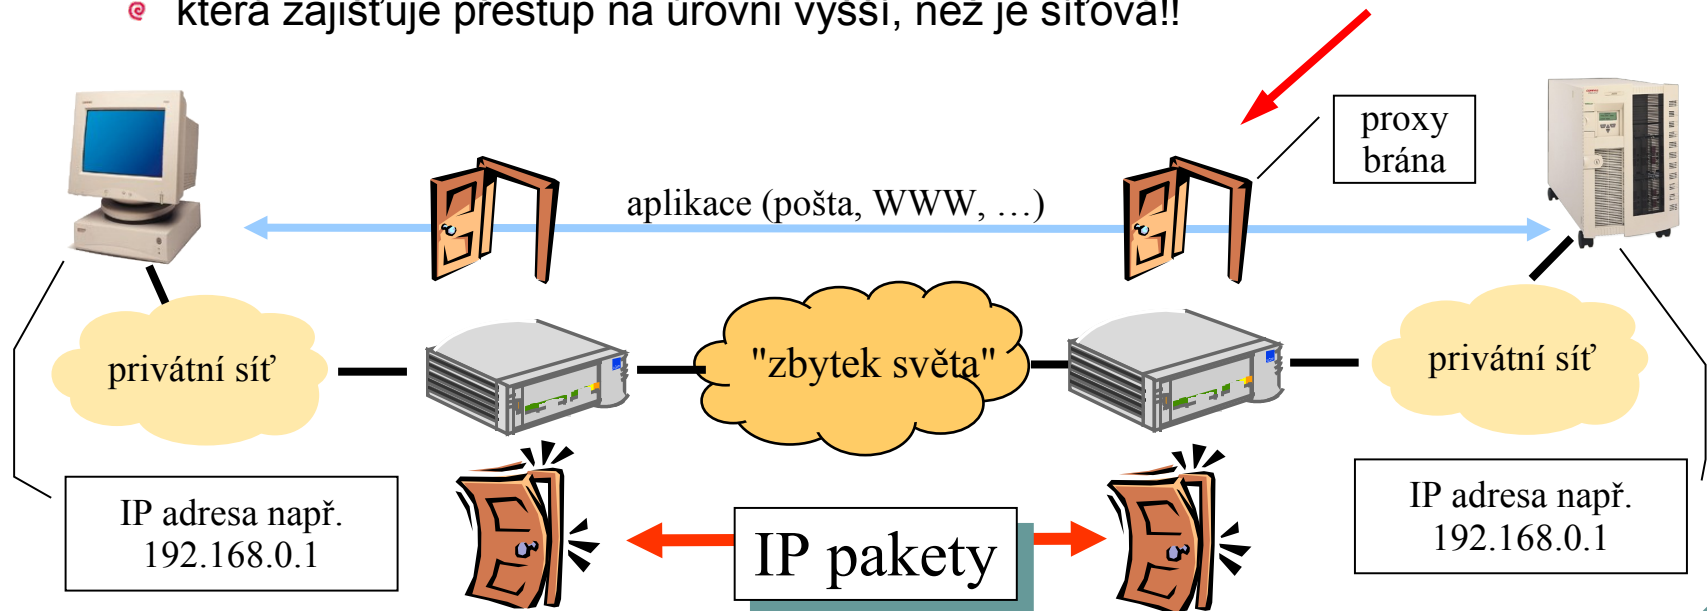 která zajišťuje přestup na úrovni vyšší, než je síťová!!
proxy
brána
aplikace (pošta, WWW, …)
privátní síť
"zbytek světa"
privátní síť
IP adresa např.
192.168.0.1
IP pakety
IP adresa např.
192.168.0.1